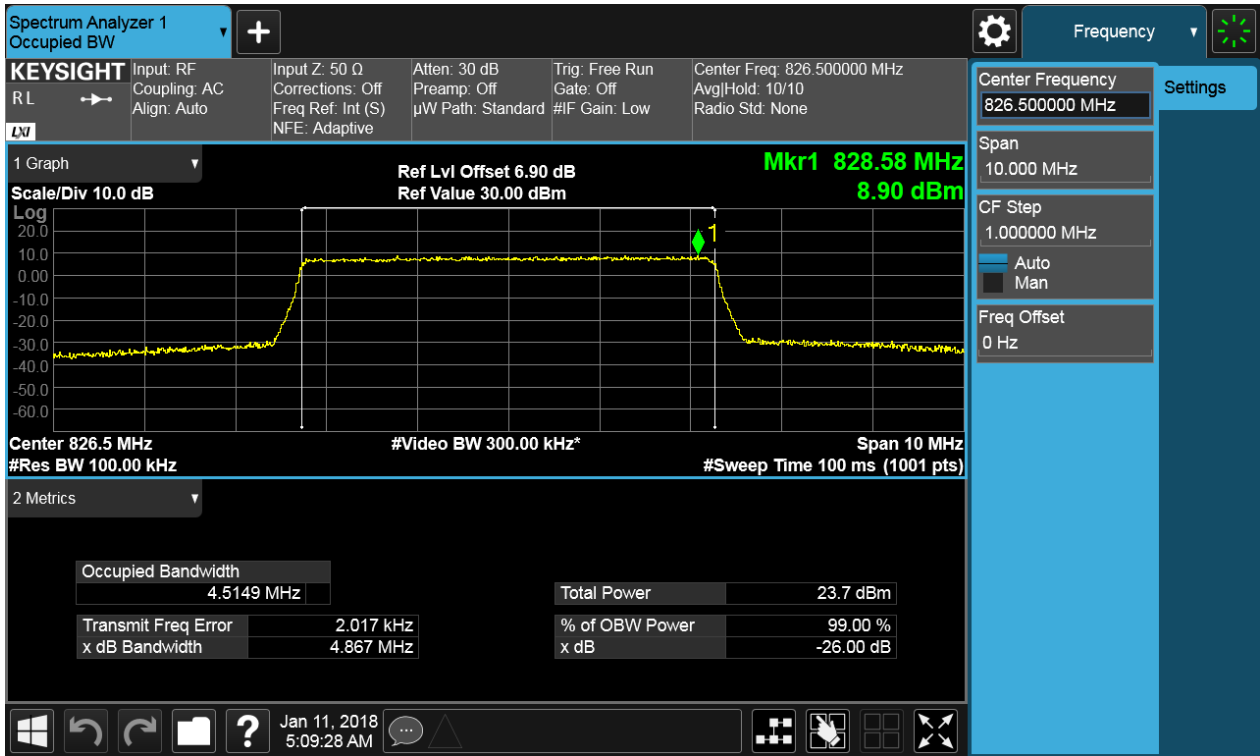 Spectrum Analyzer 1
Occupied BW
+
Frequency
KEYSIGHT
RL
LXI
Input: RF
Coupling: AC
Align: Auto
Input Z: 50 Ω
Corrections: Off
Freq Ref: Int (S)
NFE: Adaptive
Atten: 30 dB
Preamp: Off
µW Path: Standard
Trig: Free Run
Gate: Off
#IF Gain: Low
Center Freq: 826.500000 MHz
Avg|Hold: 10/10
Radio Std: None
Center Frequency
826.500000 MHz
Settings
Span
10.000 MHz
CF Step
1.000000 MHz
Auto
Man
Freq Offset
0 Hz
1 Graph
Scale/Div 10.0 dB
Ref Lvl Offset 6.90 dB
Ref Value 30.00 dBm
Mkr1 828.58 MHz
8.90 dBm
Log
20.0
10.0
0.00
-10.0
-20.0
-30.0
-40.0
-50.0
-60.0
1
Center 826.5 MHz
#Video BW 300.00 kHz*
Span 10 MHz
#Res BW 100.00 kHz
#Sweep Time 100 ms (1001 pts)
2 Metrics
Occupied Bandwidth
4.5149 MHz
Total Power 23.7 dBm
Transmit Freq Error 2.017 kHz
% of OBW Power 99.00 %
x dB Bandwidth 4.867 MHz
x dB -26.00 dB
?
Jan 11, 2018
5:09:28 AM